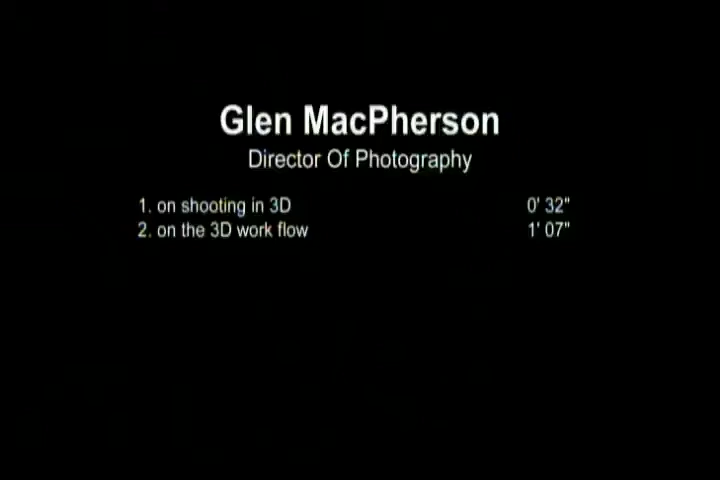 Glen MacPherson
Director Of Photography
1. on shooting in 3D 0' 32"
2. on the 3D work flow 1' 07"